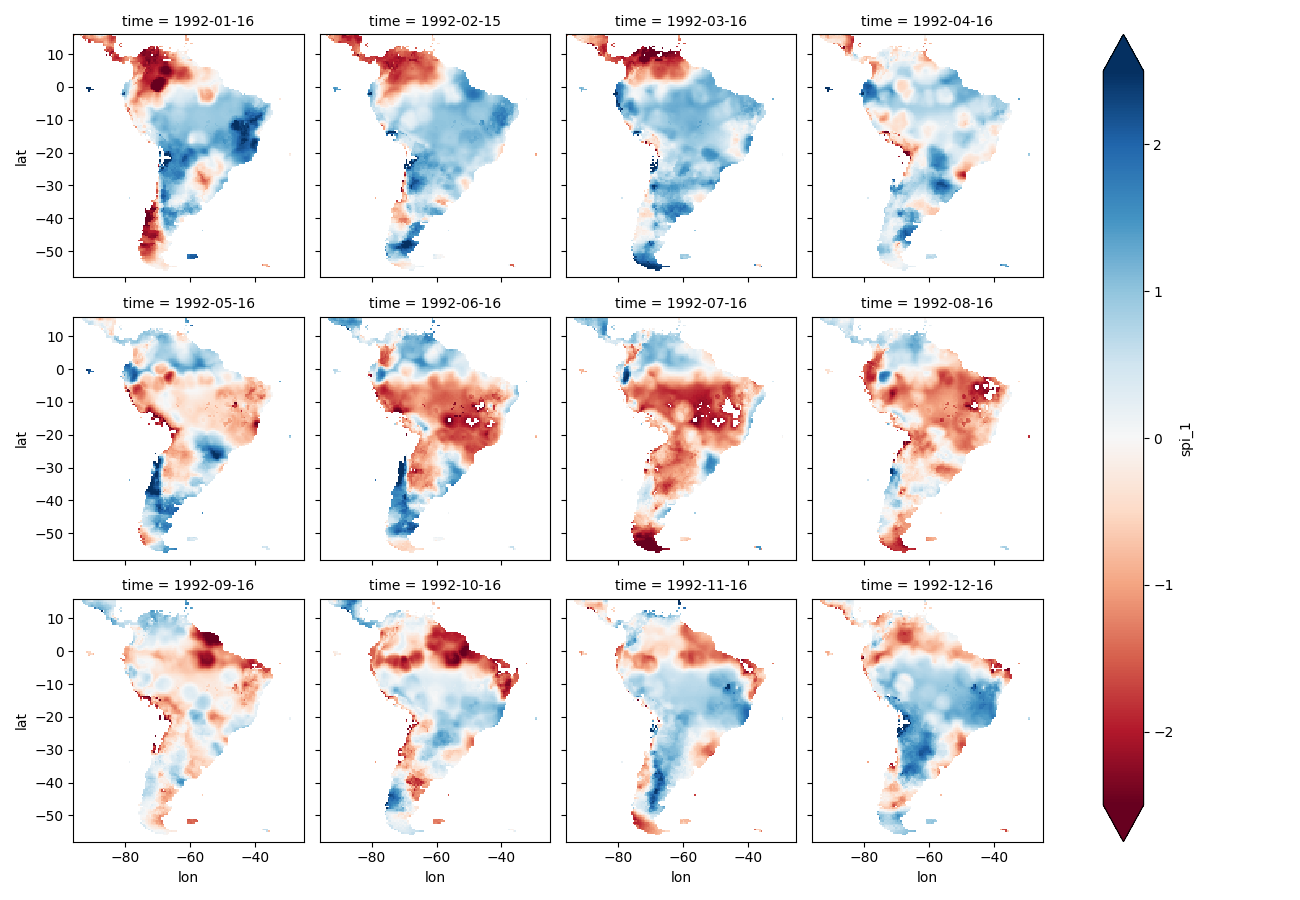 time = 1992-01-16
time = 1992-02-15
time = 1992-03-16
time = 1992-04-16
10
0
−10
−20
−30
−40
−50
lat
time = 1992-05-16
time = 1992-06-16
time = 1992-07-16
time = 1992-08-16
10
0
−10
−20
−30
−40
−50
lat
time = 1992-09-16
time = 1992-10-16
time = 1992-11-16
time = 1992-12-16
10
0
−10
−20
−30
−40
−50
lat
−80
−60
−40
lon
−80
−60
−40
lon
−80
−60
−40
lon
−80
−60
−40
lon
2
1
0
−1
−2
spi_1